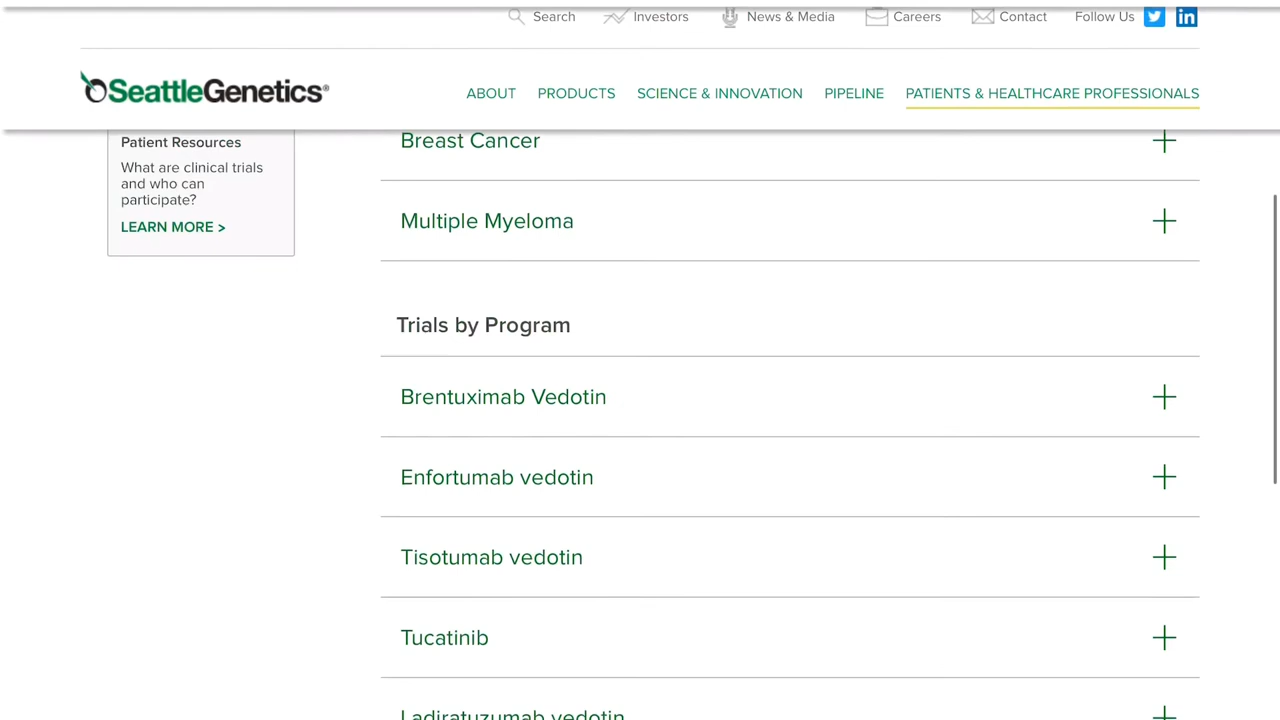 Search Investors News & Media Careers Contact Follow Us
SeattleGenetics®
ABOUT PRODUCTS SCIENCE & INNOVATION PIPELINE PATIENTS & HEALTHCARE PROFESSIONALS
Patient Resources
What are clinical trials
and who can
participate?
LEARN MORE >
Breast Cancer
Multiple Myeloma
Trials by Program
Brentuximab Vedotin
Enfortumab vedotin
Tisotumab vedotin
Tucatinib
Ladiratuzumab vedotin